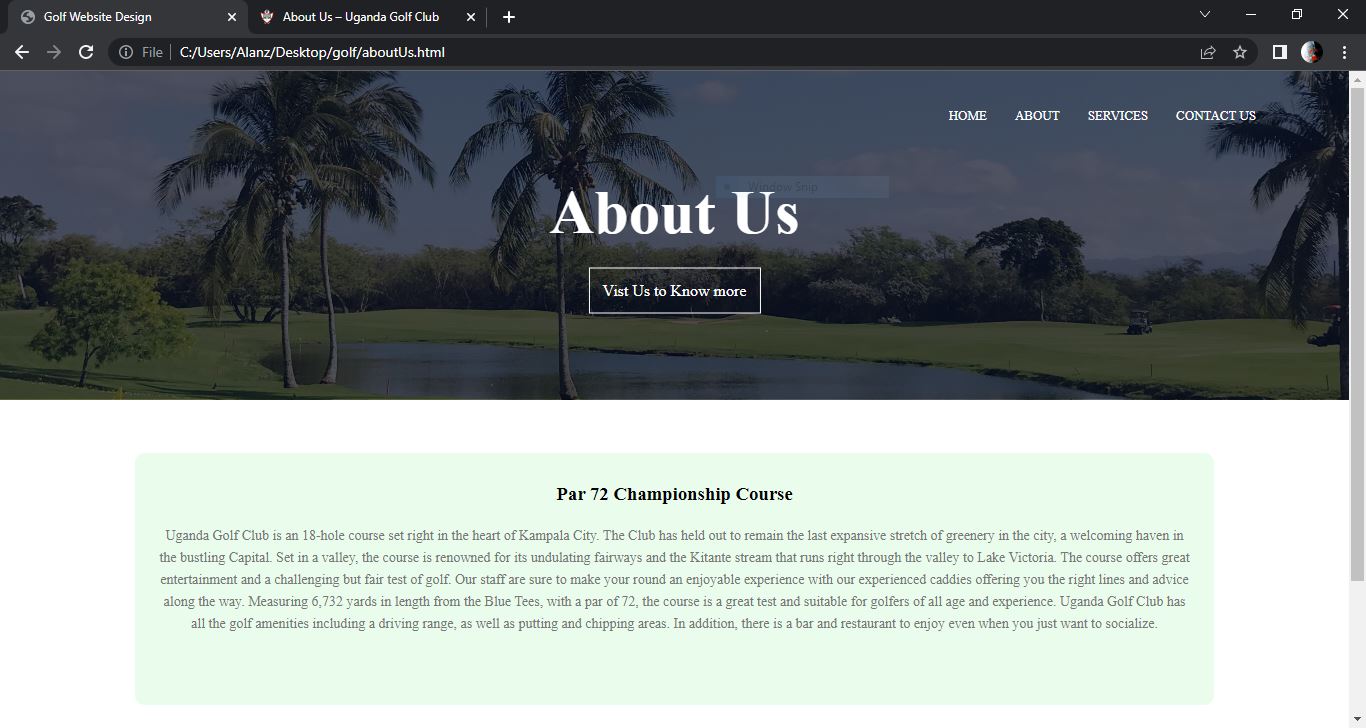 Golf Website Design
About Us – Uganda Golf Club
File
C:/Users/Alanz/Desktop/golf/aboutUs.html
HOME ABOUT SERVICES CONTACT US
Window Snip
About Us
Vist Us to Know more
Par 72 Championship Course
Uganda Golf Club is an 18-hole course set right in the heart of Kampala City. The Club has held out to remain the last expansive stretch of greenery in the city, a welcoming haven in
the bustling Capital. Set in a valley, the course is renowned for its undulating fairways and the Kitante stream that runs right through the valley to Lake Victoria. The course offers great
entertainment and a challenging but fair test of golf. Our staff are sure to make your round an enjoyable experience with our experienced caddies offering you the right lines and advice
along the way. Measuring 6,732 yards in length from the Blue Tees, with a par of 72, the course is a great test and suitable for golfers of all age and experience. Uganda Golf Club has
all the golf amenities including a driving range, as well as putting and chipping areas. In addition, there is a bar and restaurant to enjoy even when you just want to socialize.